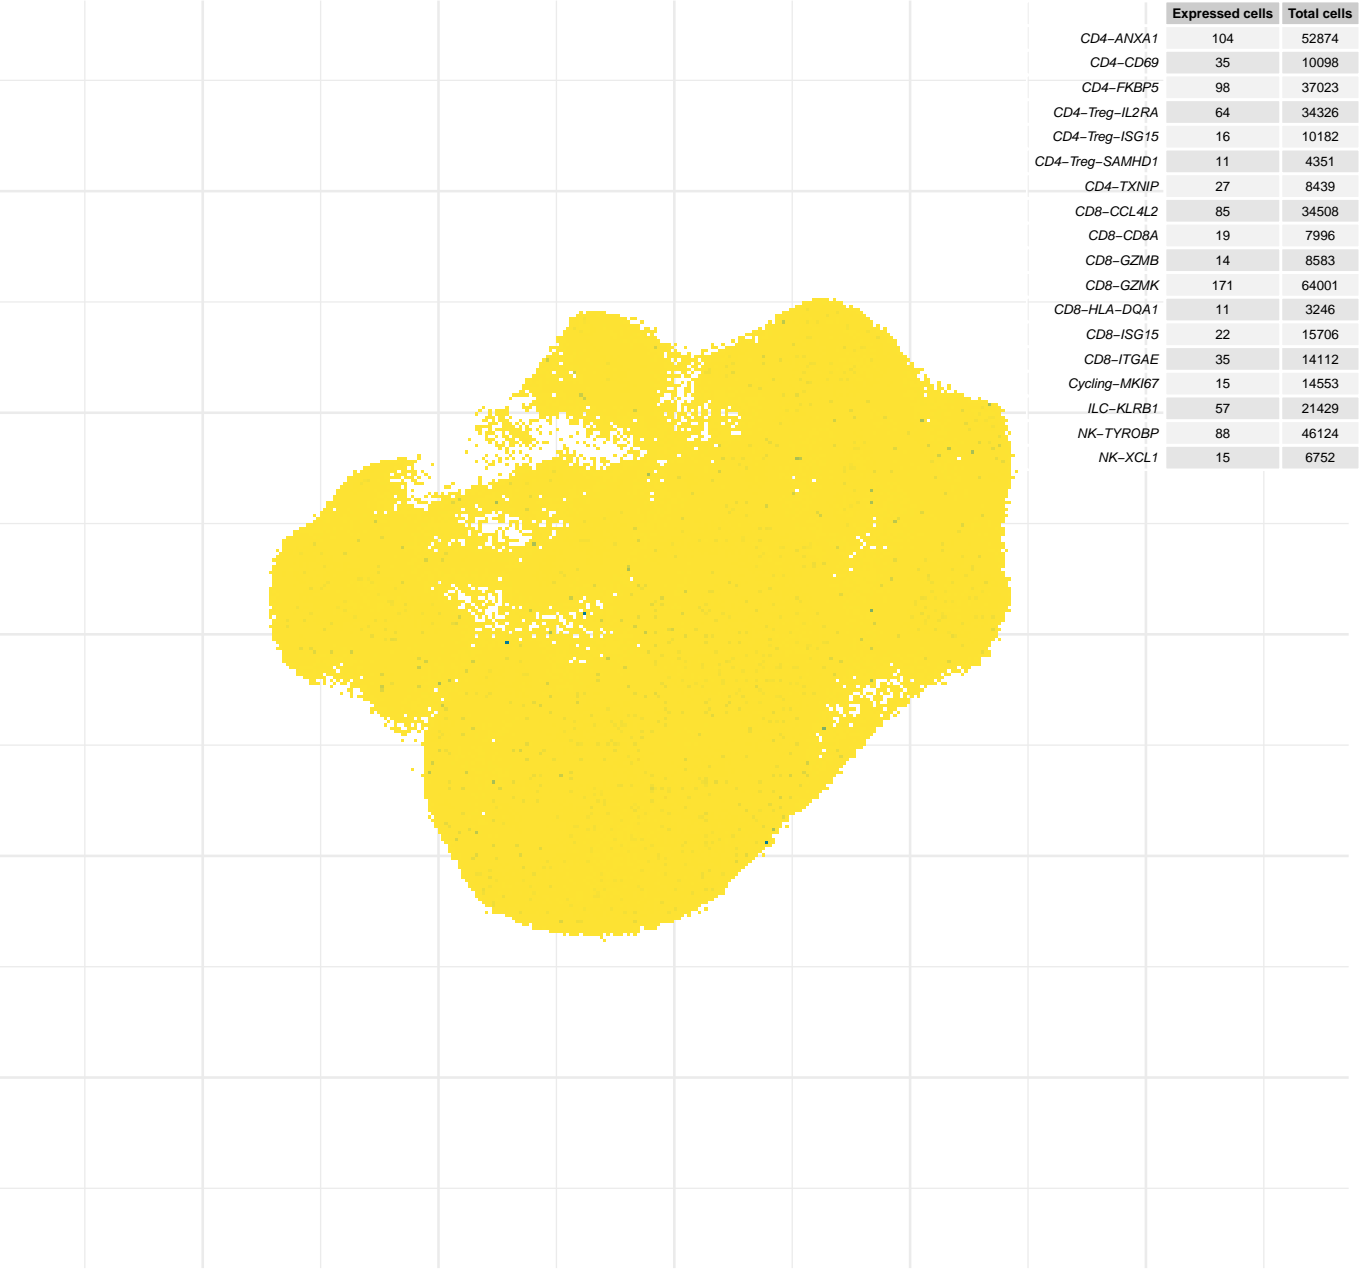 Expressed cells Total cells
CD4−ANXA1 104 52874
CD4−CD69 35 10098
CD4−FKBP5 98 37023
CD4−Treg−IL2RA 64 34326
CD4−Treg−ISG15 16 10182
CD4−Treg−SAMHD1 11 4351
CD4−TXNIP 27 8439
CD8−CCL4L2 85 34508
CD8−CD8A 19 7996
CD8−GZMB 14 8583
CD8−GZMK 171 64001
CD8−HLA−DQA1 11 3246
CD8−ISG15 22 15706
CD8−ITGAE 35 14112
Cycling−MKI67 15 14553
ILC−KLRB1 57 21429
NK−TYROBP 88 46124
NK−XCL1 15 6752